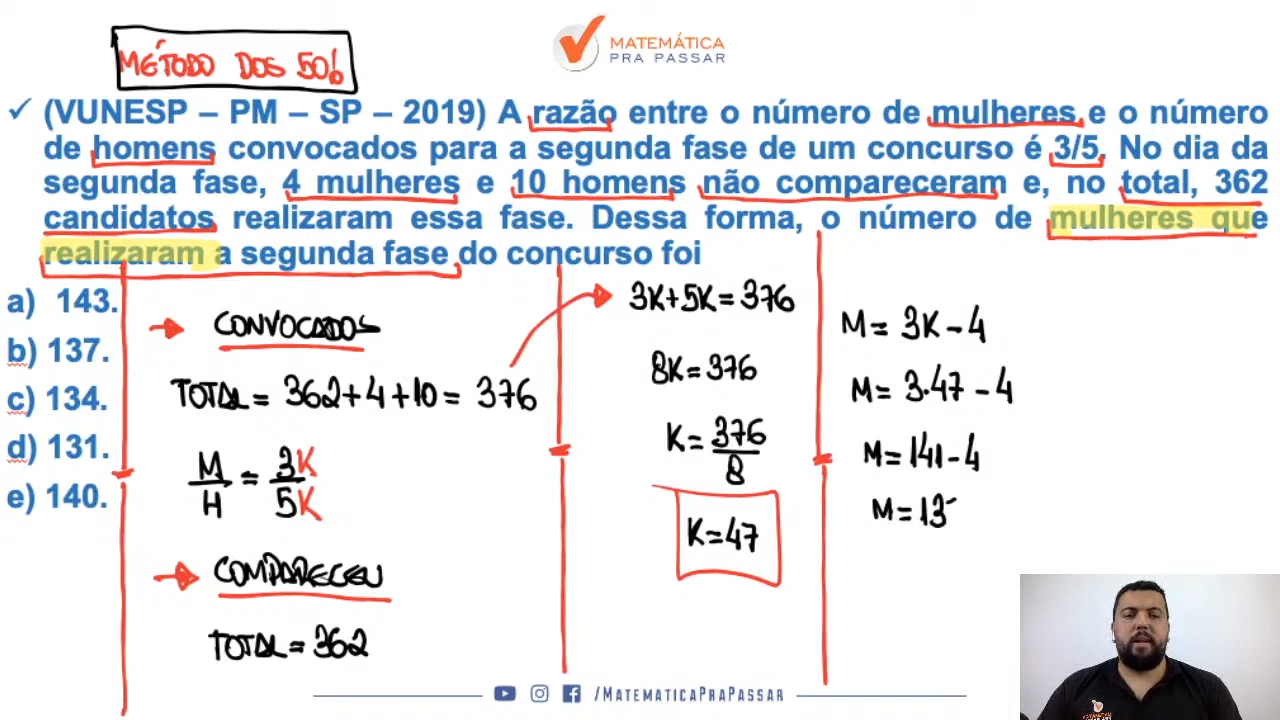 MÉTODO DOS 50!
MATEMÁTICA
PRA PASSAR
✓ (VUNESP – PM – SP – 2019) A razão entre o número de mulheres e o número
de homens convocados para a segunda fase de um concurso é 3/5. No dia da
segunda fase, 4 mulheres e 10 homens não compareceram e, no total, 362
candidatos realizaram essa fase. Dessa forma, o número de mulheres que
realizaram a segunda fase do concurso foi
a) 143.
b) 137.
c) 134.
d) 131.
e) 140.
→ CONVOCADOS
TOTAL = 362+4+10 = 376
M/H = 3K/5K
→ COMPARECEU
TOTAL = 362
3K+5K = 376
8K = 376
K = 376/8
K = 47
M = 3K - 4
M = 3.47 - 4
M = 141 - 4
M = 13
/MATEMATICAPRAPASSAR